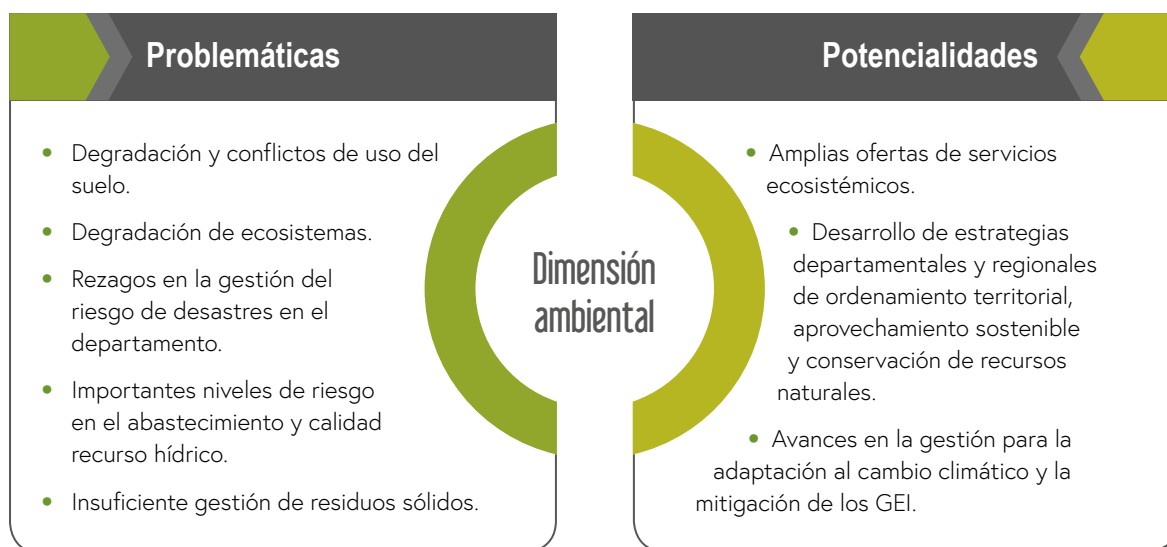 Problemáticas
• Degradación y conflictos de uso del
suelo.
• Degradación de ecosistemas.
• Rezagos en la gestión del
riesgo de desastres en el
departamento.
• Importantes niveles de riesgo
en el abastecimiento y calidad
recurso hídrico.
• Insuficiente gestión de residuos sólidos.
Dimensión
ambiental
Potencialidades
• Amplias ofertas de servicios
ecosistémicos.
• Desarrollo de estrategias
departamentales y regionales
de ordenamiento territorial,
aprovechamiento sostenible
y conservación de recursos
naturales.
• Avances en la gestión para la
adaptación al cambio climático y la
mitigación de los GEI.